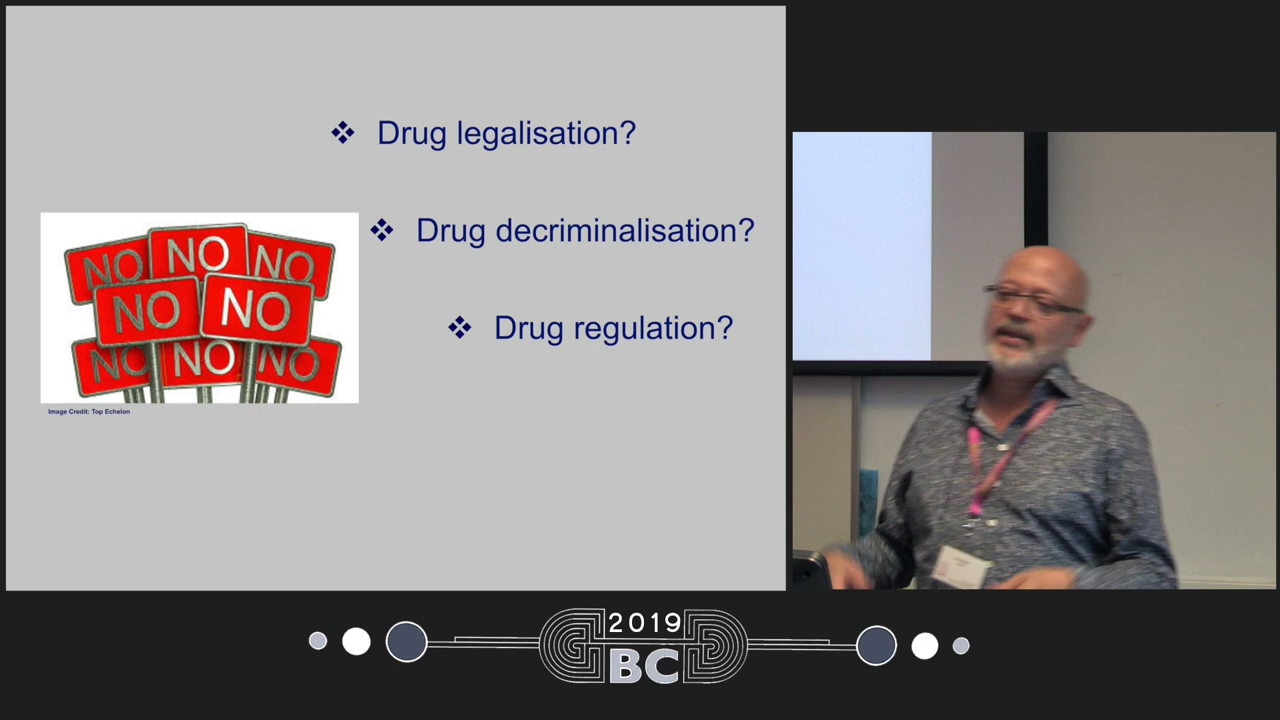 ❖ Drug legalisation?
❖ Drug decriminalisation?
❖ Drug regulation?
NO NO NO
NO NO
NO NO NO
Image Credit: Top Echelon
2019
BC